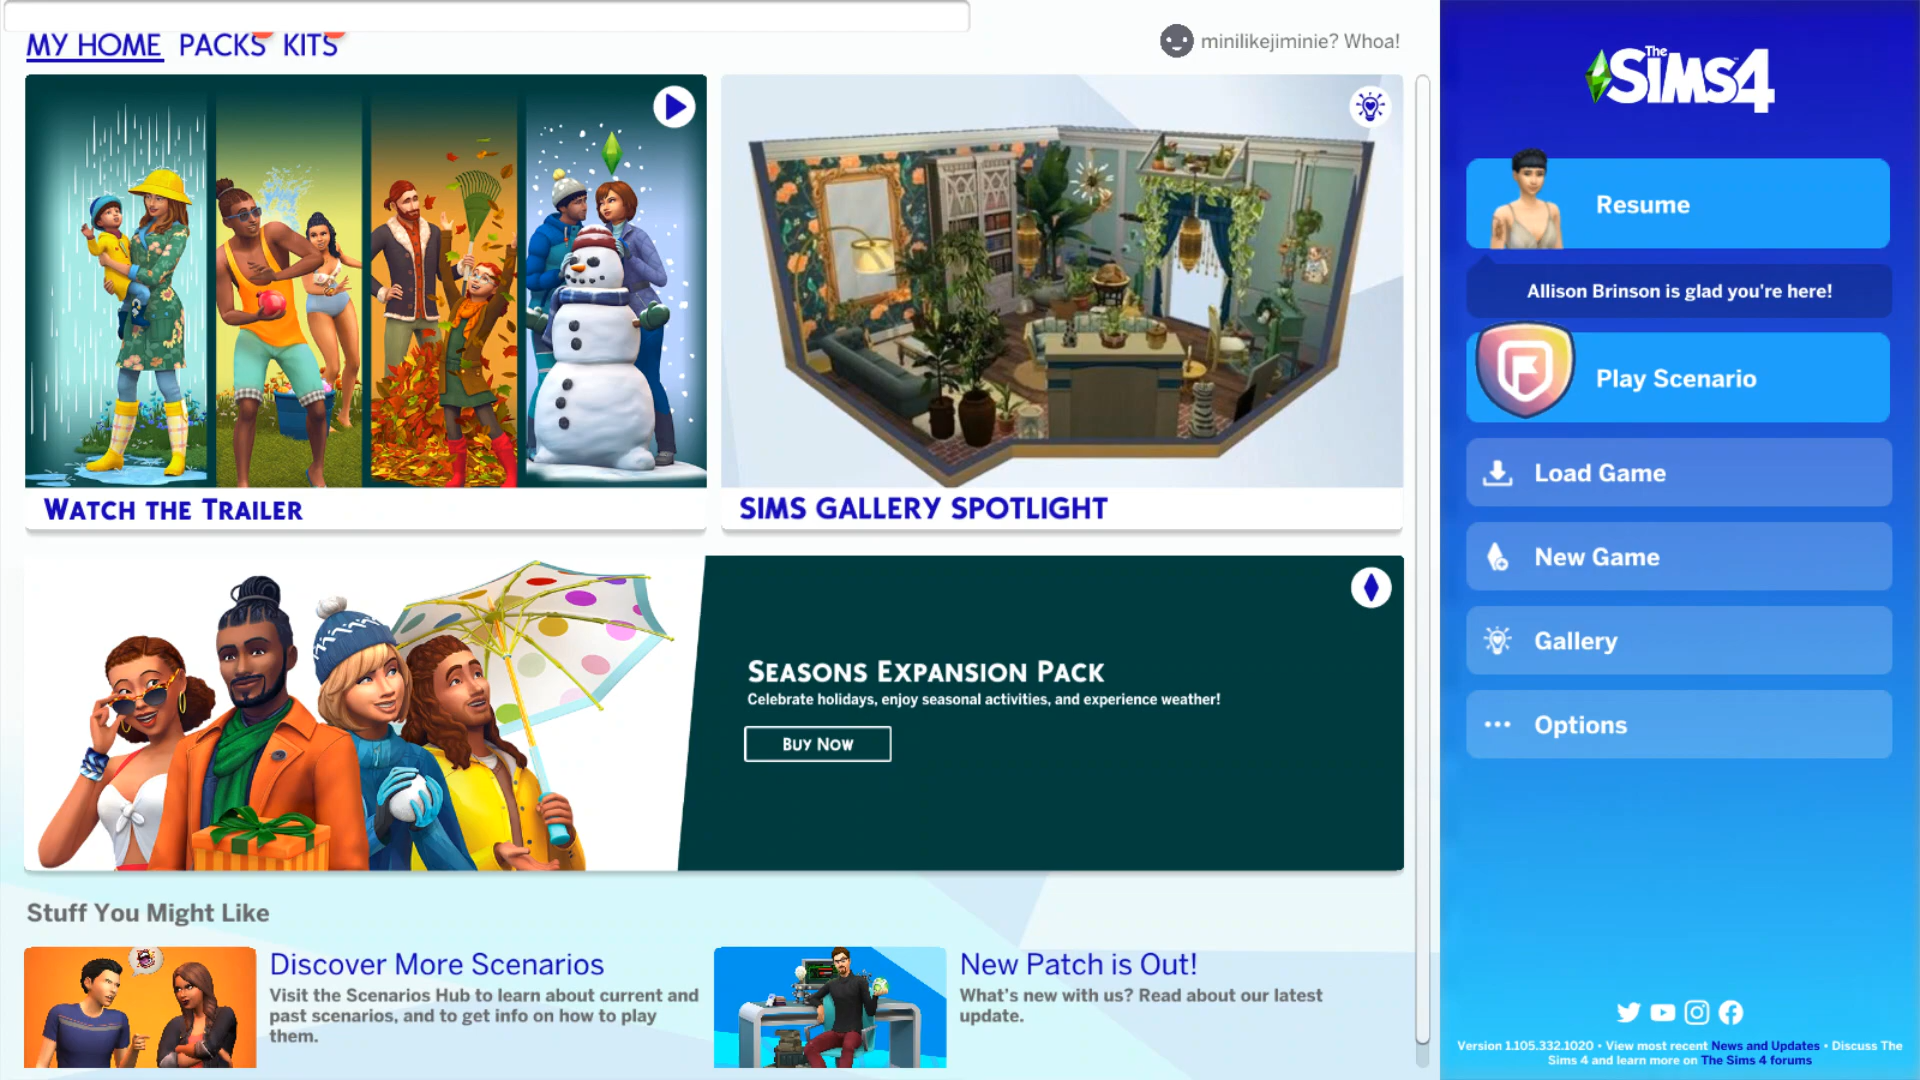 MY HOME PACKS KITS
minilikejiminie? Whoa!
WATCH THE TRAILER
SIMS GALLERY SPOTLIGHT
SEASONS EXPANSION PACK
Celebrate holidays, enjoy seasonal activities, and experience weather!
BUY NOW
Stuff You Might Like
Discover More Scenarios
Visit the Scenarios Hub to learn about current and
past scenarios, and to get info on how to play
them.
New Patch is Out!
What's new with us? Read about our latest
update.
The SIMS 4
Resume
Allison Brinson is glad you're here!
Play Scenario
Load Game
New Game
Gallery
Options
Version 1.105.332.1020 • View most recent News and Updates • Discuss The
Sims 4 and learn more on The Sims 4 forums